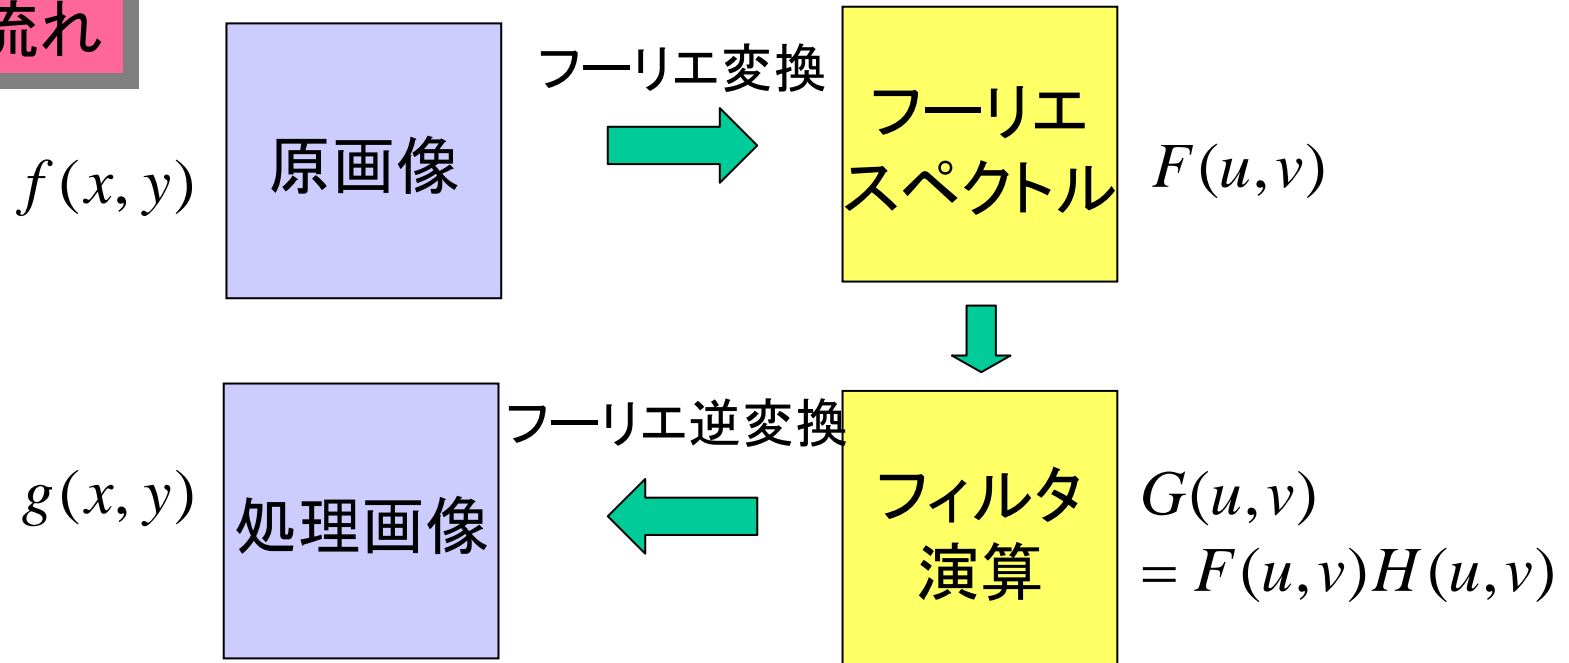 流れ
フーリエ変換
原画像
f(x, y)
フーリエ
スペクトル
F(u, v)
フーリエ逆変換
処理画像
g(x, y)
フィルタ
演算
G(u, v)
= F(u, v)H(u, v)